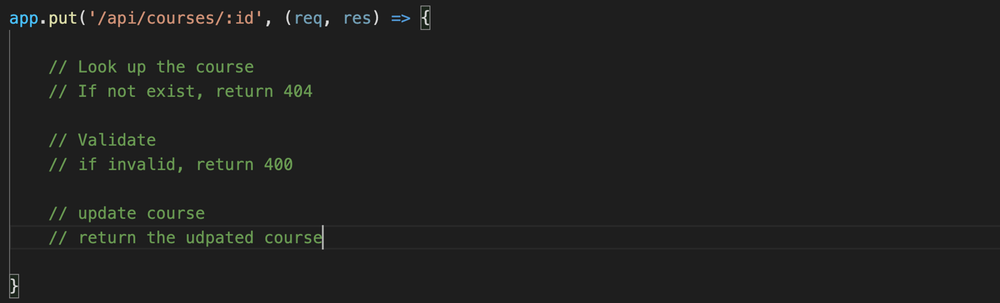 app.put('/api/courses/:id', (req, res) => {
// Look up the course
// If not exist, return 404
// Validate
// if invalid, return 400
// update course
// return the udpated course
}